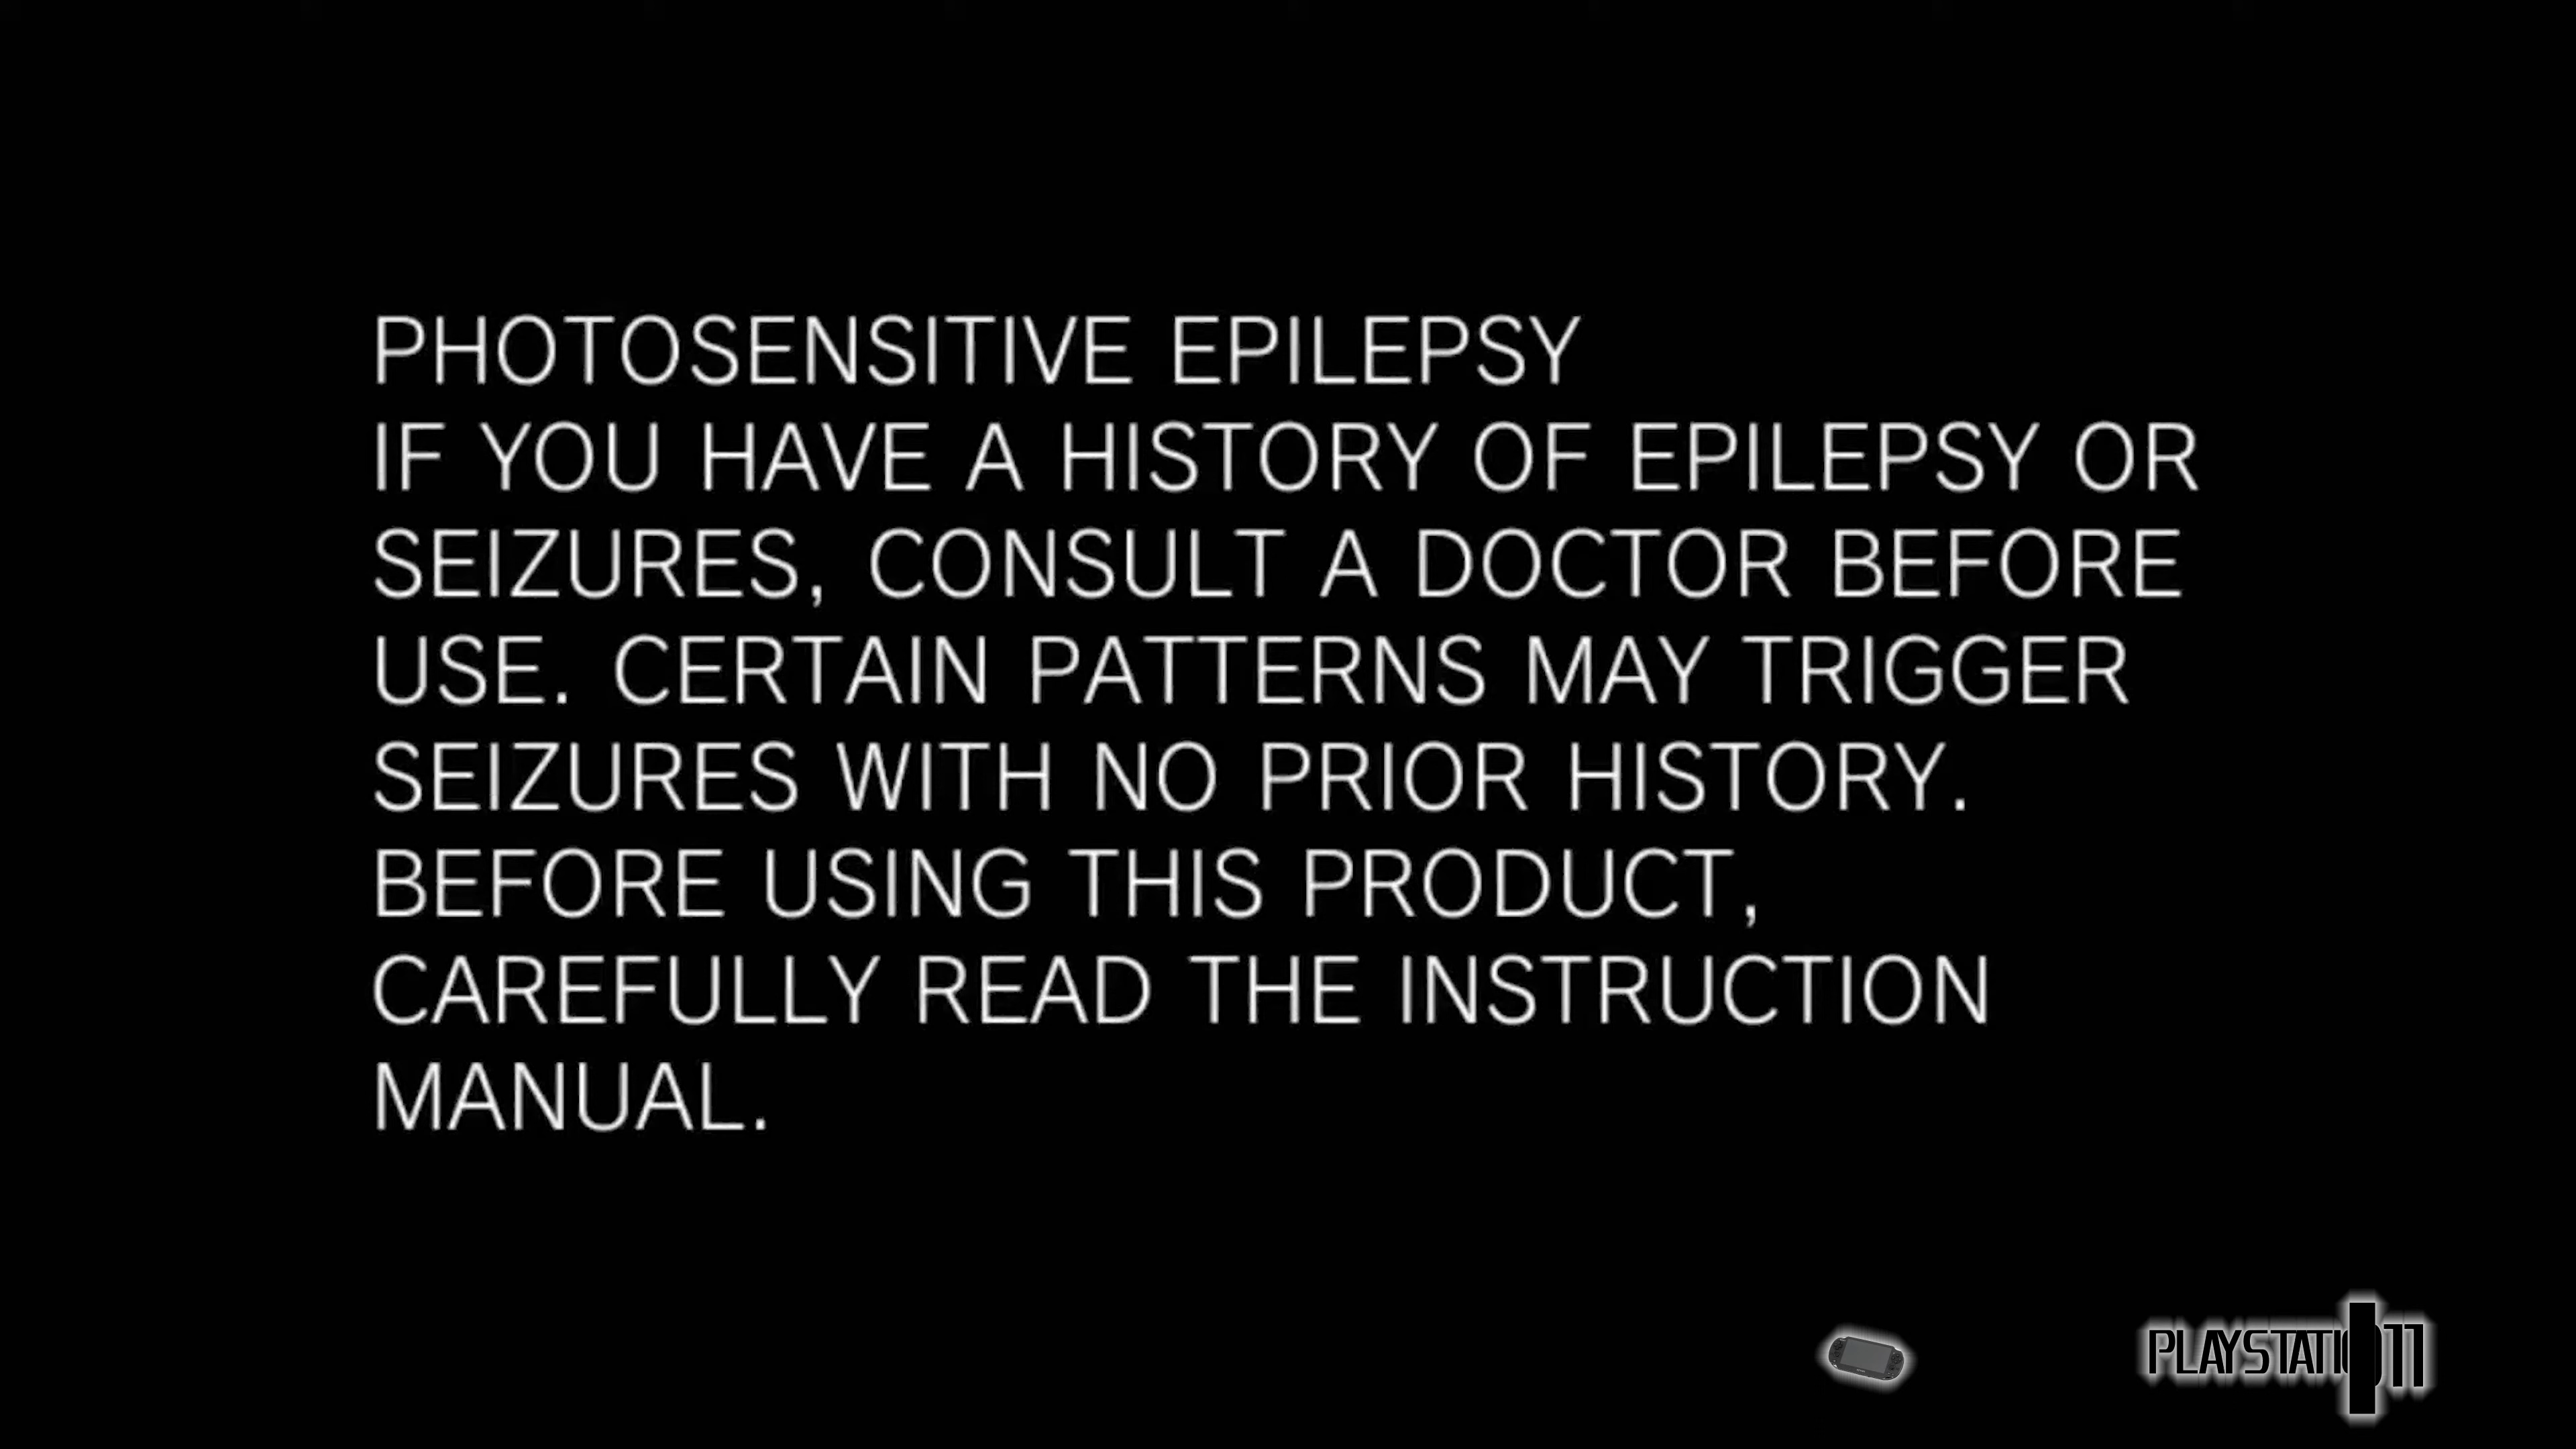 PHOTOSENSITIVE EPILEPSY
IF YOU HAVE A HISTORY OF EPILEPSY OR
SEIZURES, CONSULT A DOCTOR BEFORE
USE. CERTAIN PATTERNS MAY TRIGGER
SEIZURES WITH NO PRIOR HISTORY.
BEFORE USING THIS PRODUCT,
CAREFULLY READ THE INSTRUCTION
MANUAL.
PLAYSTATION